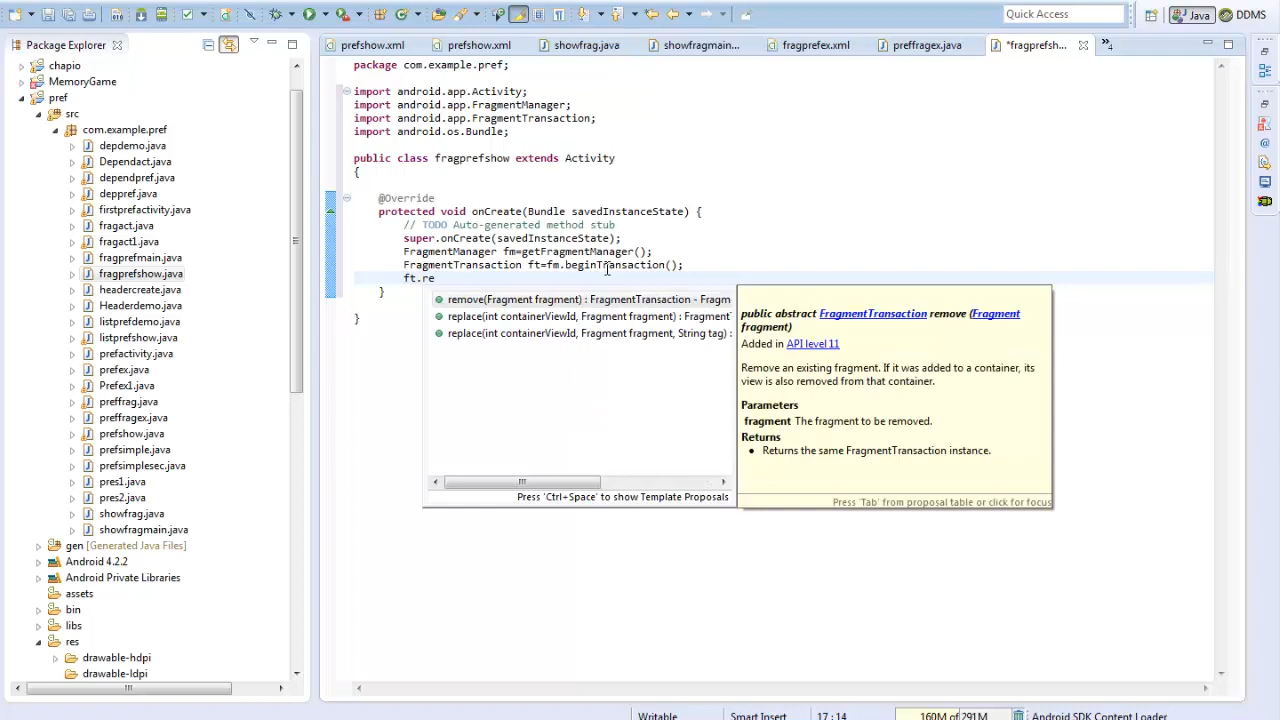 Quick Access
Java
DDMS
Package Explorer
chapio
MemoryGame
pref
src
com.example.pref
depdemo.java
Dependact.java
dependpref.java
deppref.java
firstprefactivity.java
fragact.java
fragact1.java
fragprefmain.java
fragprefshow.java
headercreate.java
Headerdemo.java
listprefdemo.java
listprefshow.java
prefactivity.java
prefex.java
Prefex1.java
preffrag.java
preffragex.java
prefshow.java
prefsimple.java
prefsimplesec.java
pres1.java
pres2.java
showfrag.java
showfragmain.java
gen [Generated Java Files]
Android 4.2.2
Android Private Libraries
assets
bin
libs
res
drawable-hdpi
drawable-ldpi
prefshow.xml
prefshow.xml
showfrag.java
showfragmain...
fragprefex.xml
preffragex.java
*fragprefsh...
»4
package com.example.pref;
import android.app.Activity;
import android.app.FragmentManager;
import android.app.FragmentTransaction;
import android.os.Bundle;
public class fragprefshow extends Activity
{
@Override
protected void onCreate(Bundle savedInstanceState) {
// TODO Auto-generated method stub
super.onCreate(savedInstanceState);
FragmentManager fm=getFragmentManager();
FragmentTransaction ft=fm.beginTransaction();
ft.re
}
}
remove(Fragment fragment) : FragmentTransaction - Fragm
replace(int containerViewId, Fragment fragment) : Fragment
replace(int containerViewId, Fragment fragment, String tag) :
Press 'Ctrl+Space' to show Template Proposals
public abstract FragmentTransaction remove (Fragment
fragment)
Added in API level 11
Remove an existing fragment. If it was added to a container, its
view is also removed from that container.
Parameters
fragment The fragment to be removed.
Returns
• Returns the same FragmentTransaction instance.
Press 'Tab' from proposal table or click for focus
Writable
Smart Insert
17 : 14
160M of 291M
Android SDK Content Loader